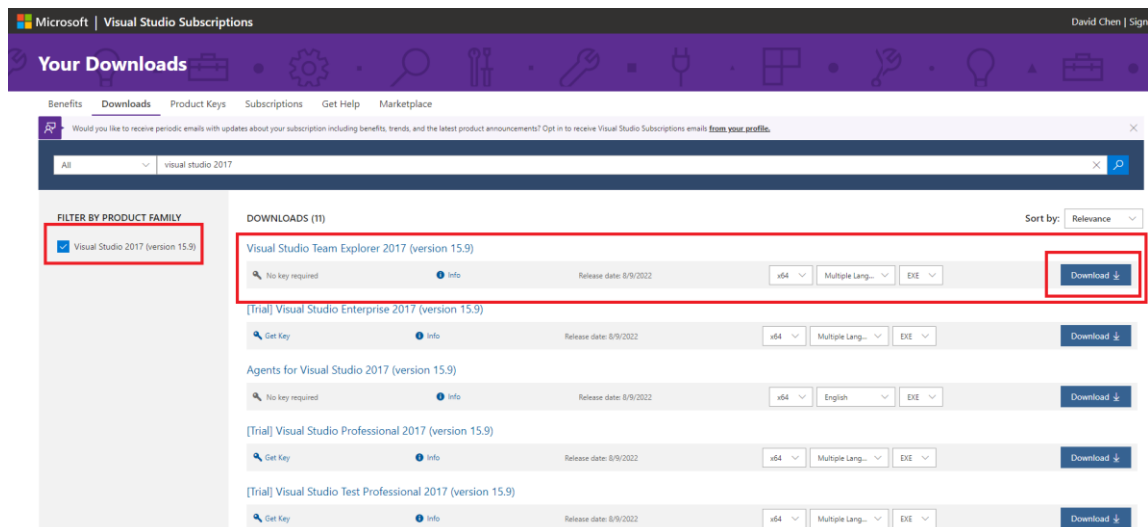 Microsoft | Visual Studio Subscriptions David Chen | Sign
Your Downloads
Benefits Downloads Product Keys Subscriptions Get Help Marketplace
Would you like to receive periodic emails with updates about your subscription including benefits, trends, and the latest product announcements? Opt in to receive Visual Studio Subscriptions emails from your profile.
All visual studio 2017
FILTER BY PRODUCT FAMILY DOWNLOADS (11) Sort by: Relevance
Visual Studio 2017 (version 15.9) Visual Studio Team Explorer 2017 (version 15.9)
No key required Info Release date: 8/9/2022 x64 Multiple Lang... EXE Download
[Trial] Visual Studio Enterprise 2017 (version 15.9)
Get Key Info Release date: 8/9/2022 x64 Multiple Lang... EXE Download
Agents for Visual Studio 2017 (version 15.9)
No key required Info Release date: 8/9/2022 x64 English EXE Download
[Trial] Visual Studio Professional 2017 (version 15.9)
Get Key Info Release date: 8/9/2022 x64 Multiple Lang... EXE Download
[Trial] Visual Studio Test Professional 2017 (version 15.9)
Get Key Info Release date: 8/9/2022 x64 Multiple Lang... EXE Download